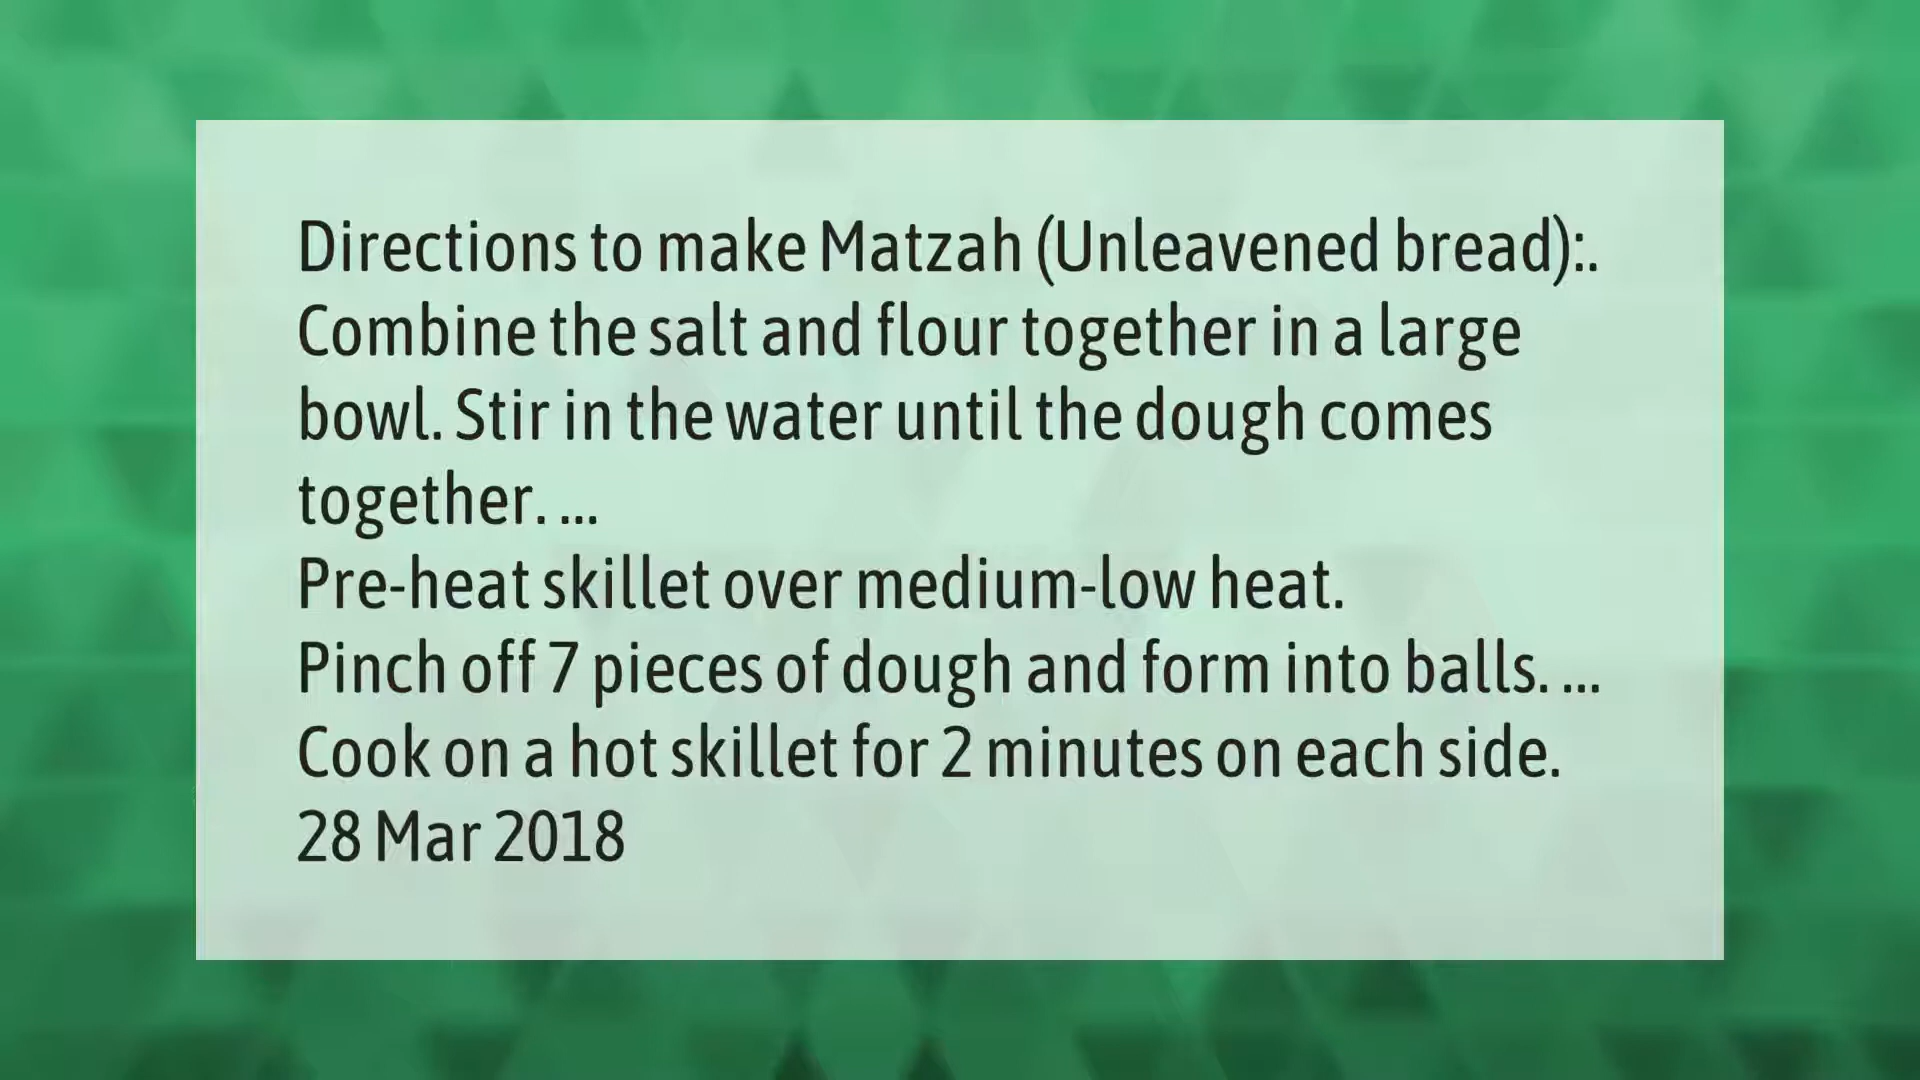 Directions to make Matzah (Unleavened bread):.
Combine the salt and flour together in a large
bowl. Stir in the water until the dough comes
together. ...
Pre-heat skillet over medium-low heat.
Pinch off 7 pieces of dough and form into balls. ...
Cook on a hot skillet for 2 minutes on each side.
28 Mar 2018